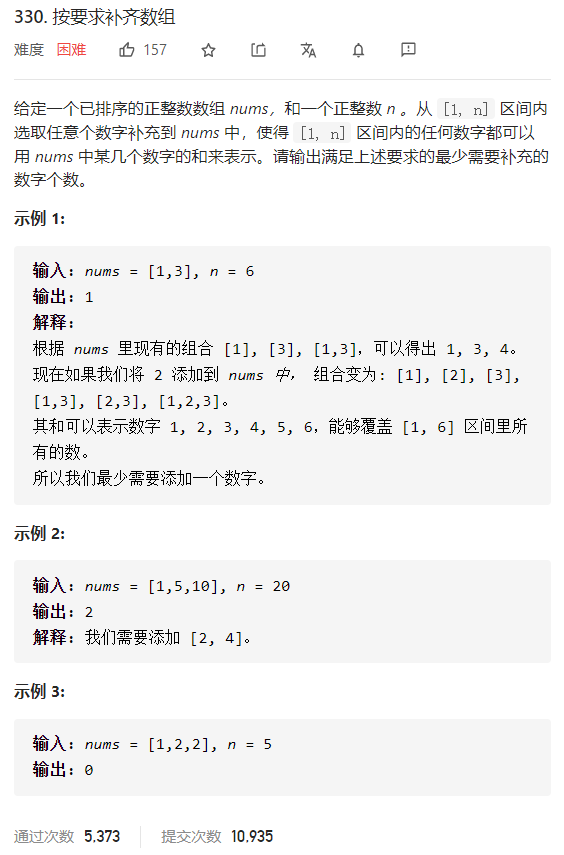 330. 按要求补齐数组
难度 困难 157
给定一个已排序的正整数数组 nums，和一个正整数 n 。从 [1, n] 区间内
选取任意个数字补充到 nums 中，使得 [1, n] 区间内的任何数字都可以
用 nums 中某几个数字的和来表示。请输出满足上述要求的最少需要补充的
数字个数。
示例 1:
输入: nums = [1,3], n = 6
输出: 1
解释:
根据 nums 里现有的组合 [1], [3], [1,3]，可以得出 1, 3, 4。
现在如果我们将 2 添加到 nums 中， 组合变为: [1], [2], [3],
[1,3], [2,3], [1,2,3]。
其和可以表示数字 1, 2, 3, 4, 5, 6，能够覆盖 [1, 6] 区间里所
有的数。
所以我们最少需要添加一个数字。
示例 2:
输入: nums = [1,5,10], n = 20
输出: 2
解释: 我们需要添加 [2, 4]。
示例 3:
输入: nums = [1,2,2], n = 5
输出: 0
通过次数 5,373 提交次数 10,935